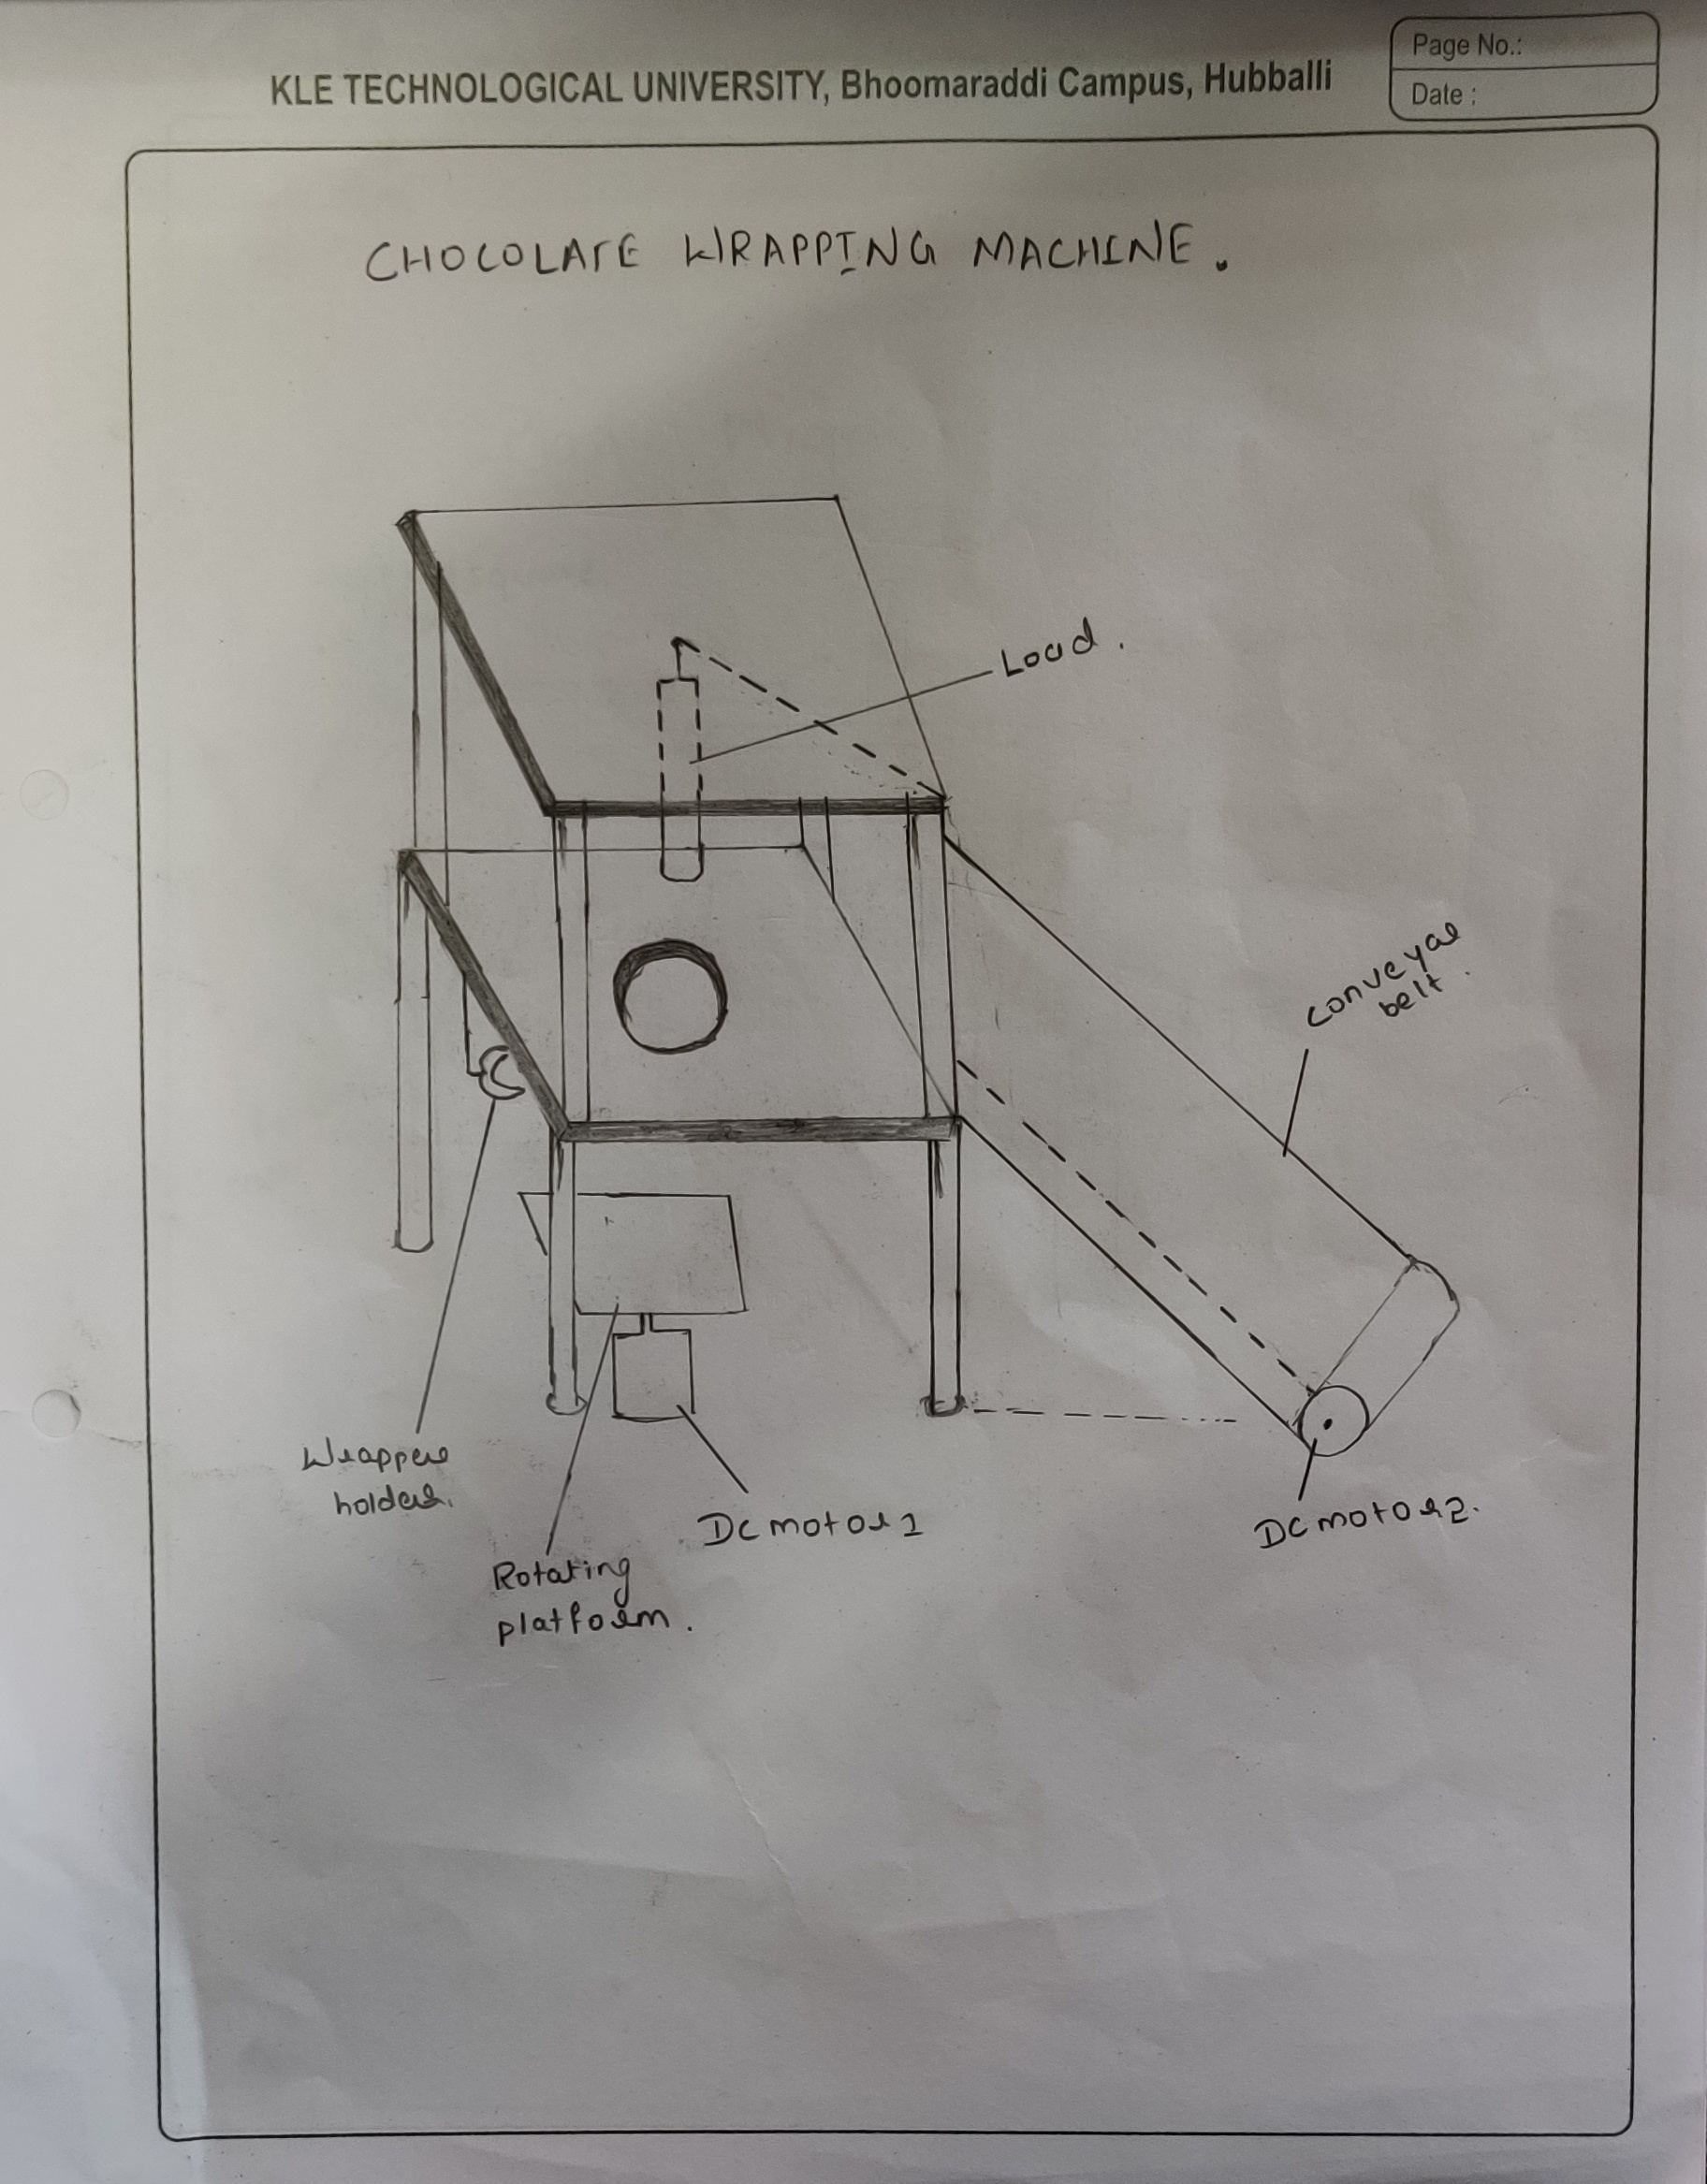 KLE TECHNOLOGICAL UNIVERSITY, Bhoomaraddi Campus, Hubballi
Page No.:
Date :
CHOCOLATE WRAPPING MACHINE.
Load.
conveyor
belt.
Wrapper
holder.
DC motor 1
DC motor 2.
Rotating
platform.